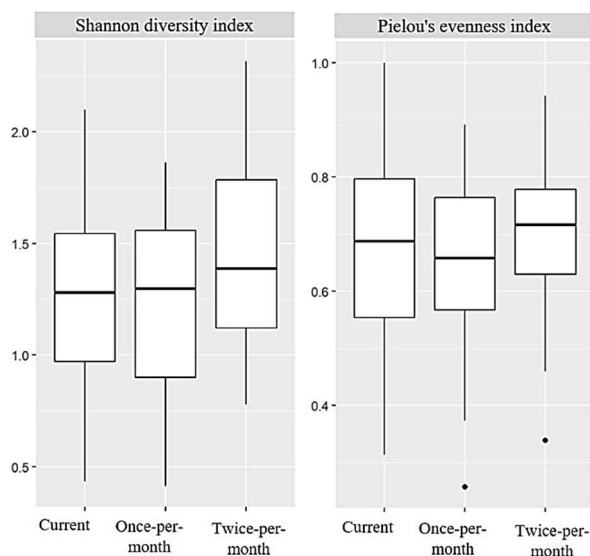 Shannon diversity index
2.0
1.5
1.0
0.5
Current
Once-per-
month
Twice-per-
month
Pielou's evenness index
1.0
0.8
0.6
0.4
Current
Once-per-
month
Twice-per-
month